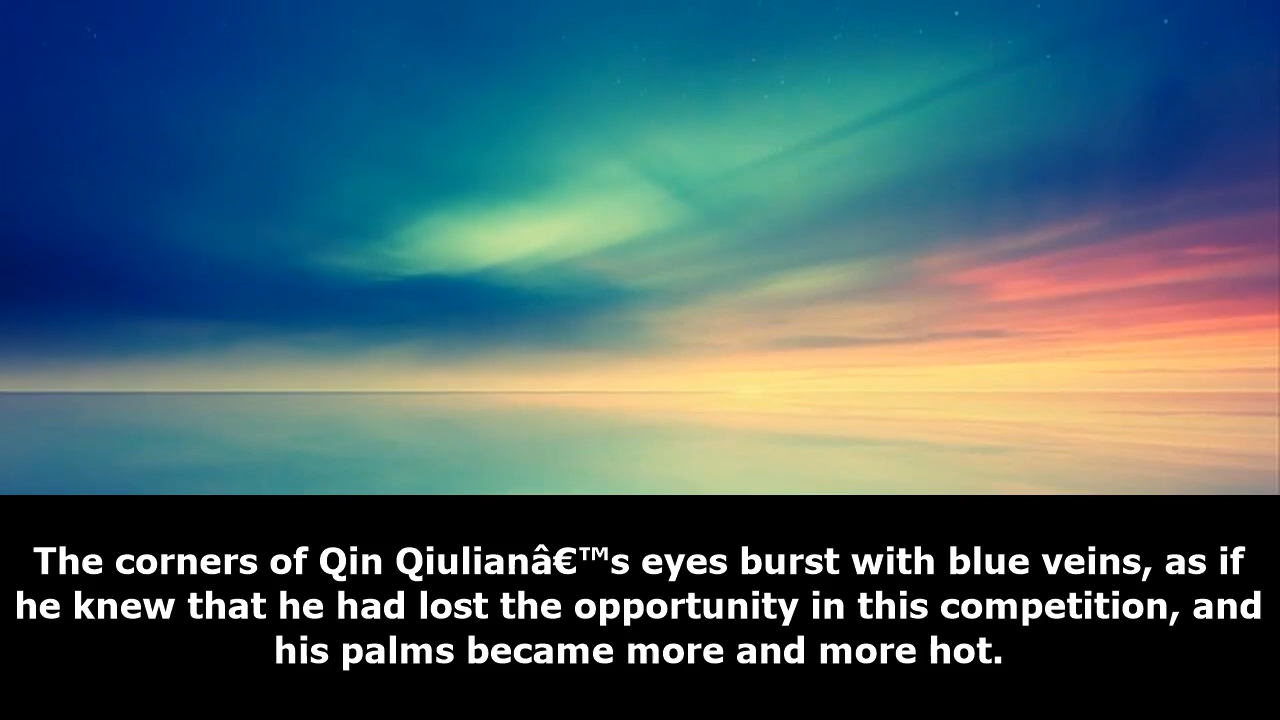 The corners of Qin Qiulianâ€™s eyes burst with blue veins, as if
he knew that he had lost the opportunity in this competition, and
his palms became more and more hot.